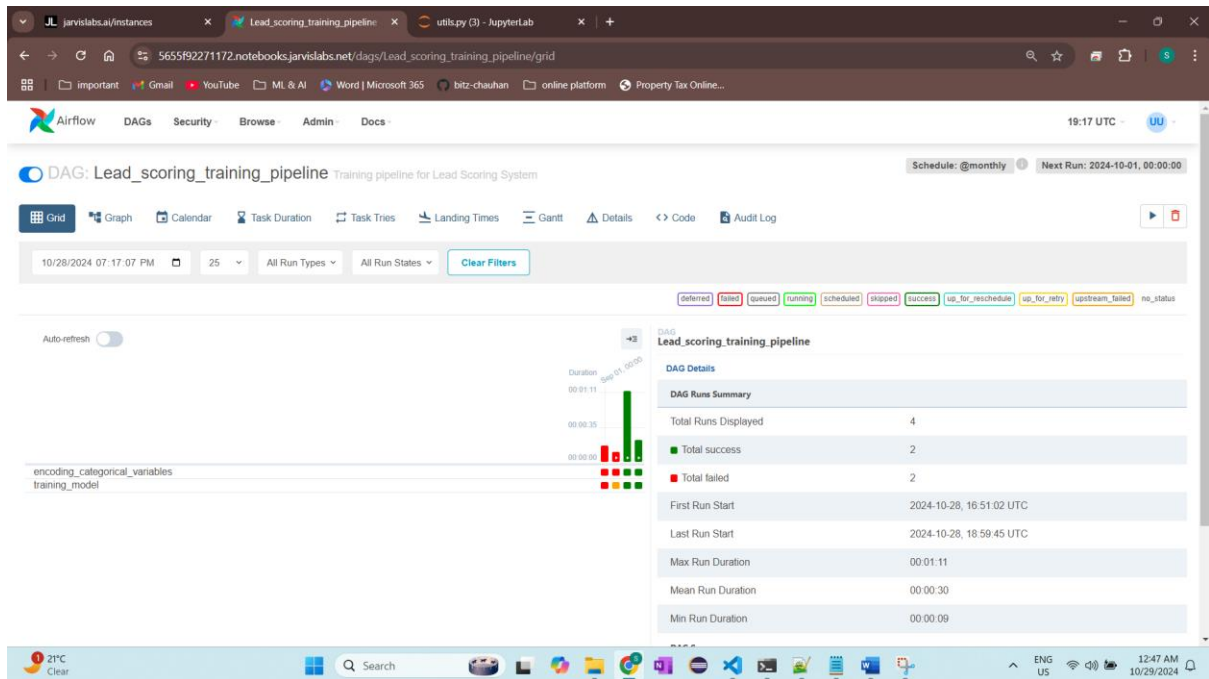 jarvislabs.ai/instances Lead_scoring_training_pipeline utils.py (3) - JupyterLab
5655f92271172.notebooks.jarvislabs.net/dags/Lead_scoring_training_pipeline/grid S
important Gmail YouTube ML & AI Word | Microsoft 365 bitz-chauhan online platform Property Tax Online...
Airflow DAGs Security Browse Admin Docs 19:17 UTC UU
DAG: Lead_scoring_training_pipeline Training pipeline for Lead Scoring System Schedule: @monthly Next Run: 2024-10-01, 00:00:00
Grid Graph Calendar Task Duration Task Tries Landing Times Gantt Details <> Code Audit Log
10/28/2024 07:17:07 PM 25 All Run Types All Run States Clear Filters
deferred failed queued running scheduled skipped success up_for_reschedule up_for_retry upstream_failed no_status
Auto-refresh
Duration Sep 01, 00:00
00:01:11
00:00:35
00:00:00
encoding_categorical_variables
training_model
DAG
Lead_scoring_training_pipeline
DAG Details
DAG Runs Summary
Total Runs Displayed 4
Total success 2
Total failed 2
First Run Start 2024-10-28, 16:51:02 UTC
Last Run Start 2024-10-28, 18:59:45 UTC
Max Run Duration 00:01:11
Mean Run Duration 00:00:30
Min Run Duration 00:00:09
1 21°C
Clear
Search
ENG
US
12:47 AM
10/29/2024